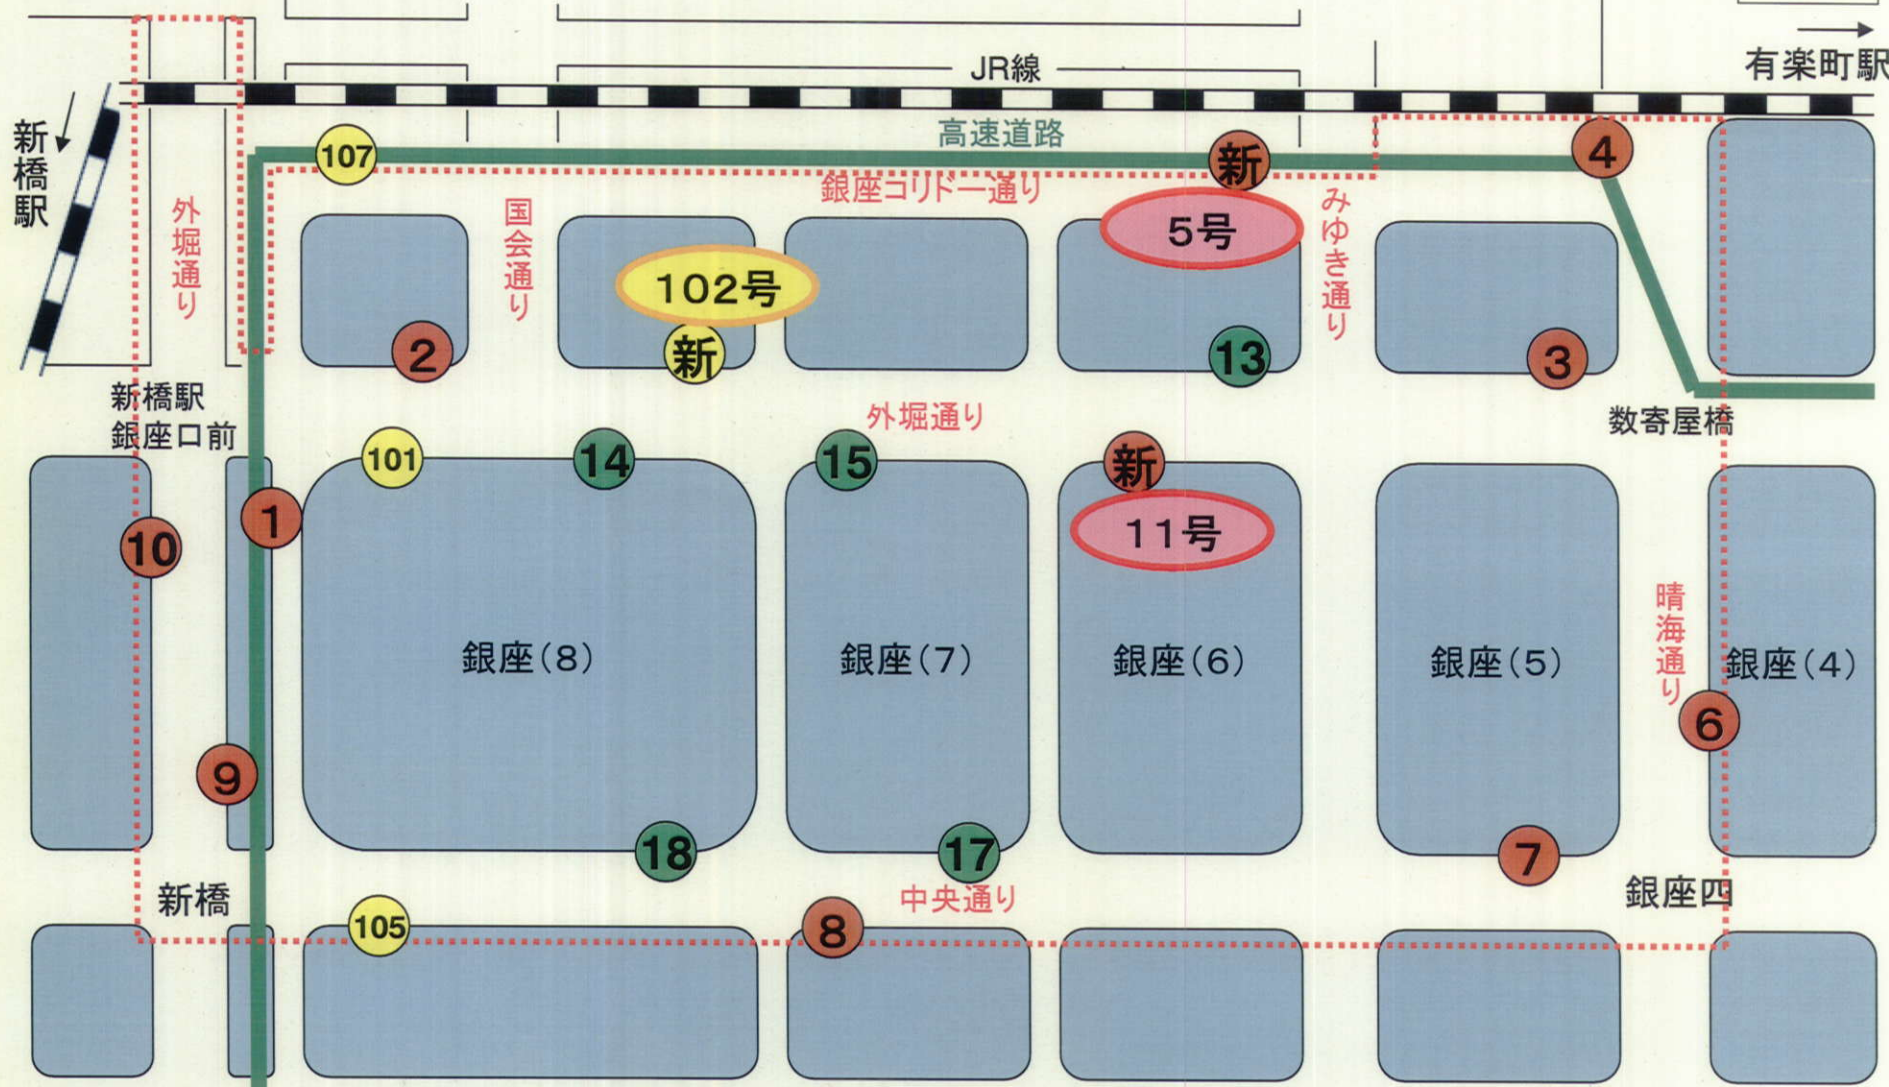 JR線
有楽町駅
新橋駅
高速道路
107
新
4
銀座コリドー通り
外堀通り
国会通り
5号
みゆき通り
102号
2
新
13
3
新橋駅
銀座口前
外堀通り
数寄屋橋
101
14
15
新
1
10
11号
銀座(8)
銀座(7)
銀座(6)
銀座(5)
晴海通り
銀座(4)
6
9
18
17
7
新橋
中央通り
銀座四
105
8